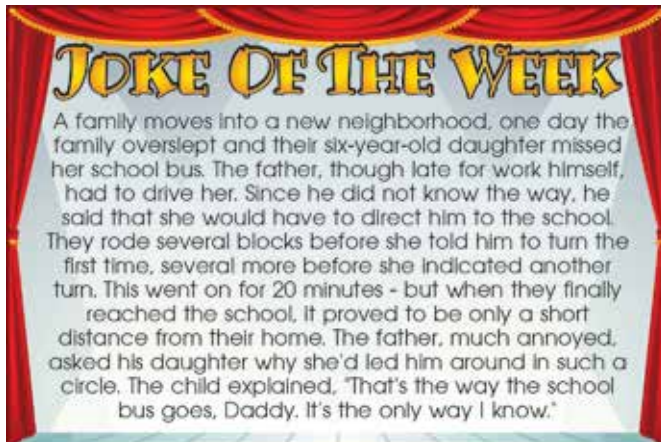 JOKE OF THE WEEK
A family moves into a new neighborhood, one day the
family overslept and their six-year-old daughter missed
her school bus. The father, though late for work himself,
had to drive her. Since he did not know the way, he
said that she would have to direct him to the school.
They rode several blocks before she told him to turn the
first time, several more before she indicated another
turn. This went on for 20 minutes - but when they finally
reached the school, it proved to be only a short
distance from their home. The father, much annoyed,
asked his daughter why she'd led him around in such a
circle. The child explained, "That's the way the school
bus goes, Daddy. It's the only way I know."